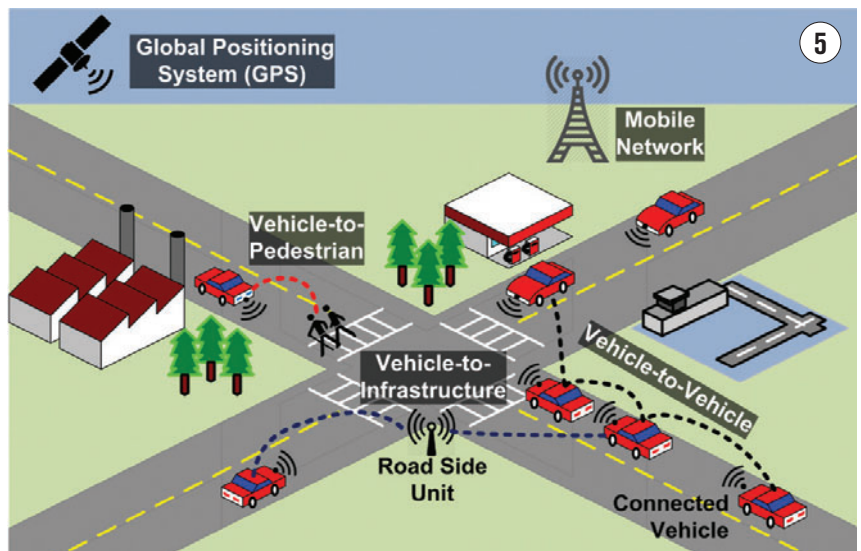 Global Positioning
System (GPS)
5
Mobile
Network
Vehicle-to-
Pedestrian
Vehicle-to-
Infrastructure
Vehicle-to-Vehicle
Road Side
Unit
Connected
Vehicle